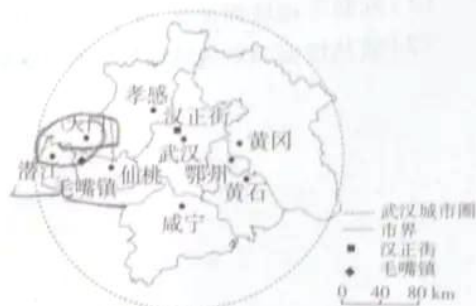 孝感
汉正街
天门
黄冈
武汉
潜江
仙桃
鄂州
毛嘴镇
黄石
咸宁
武汉城市圈
市界
汉正街
毛嘴镇
0 40 80 km